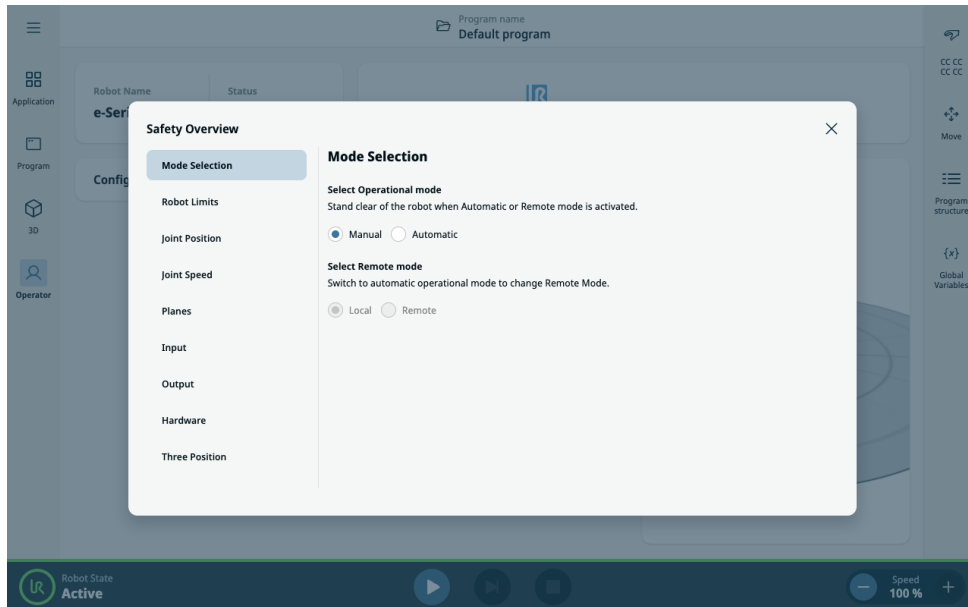 Program name
Default program
Application
Program
3D
Operator
Robot Name
Status
e-Seri
Config
Safety Overview
Mode Selection
Robot Limits
Joint Position
Joint Speed
Planes
Input
Output
Hardware
Three Position
Mode Selection
Select Operational mode
Stand clear of the robot when Automatic or Remote mode is activated.
Manual
Automatic
Select Remote mode
Switch to automatic operational mode to change Remote Mode.
Local
Remote
CC CC
CC CC
Move
Program
structure
{x}
Global
Variables
Robot State
Active
Speed
100 %